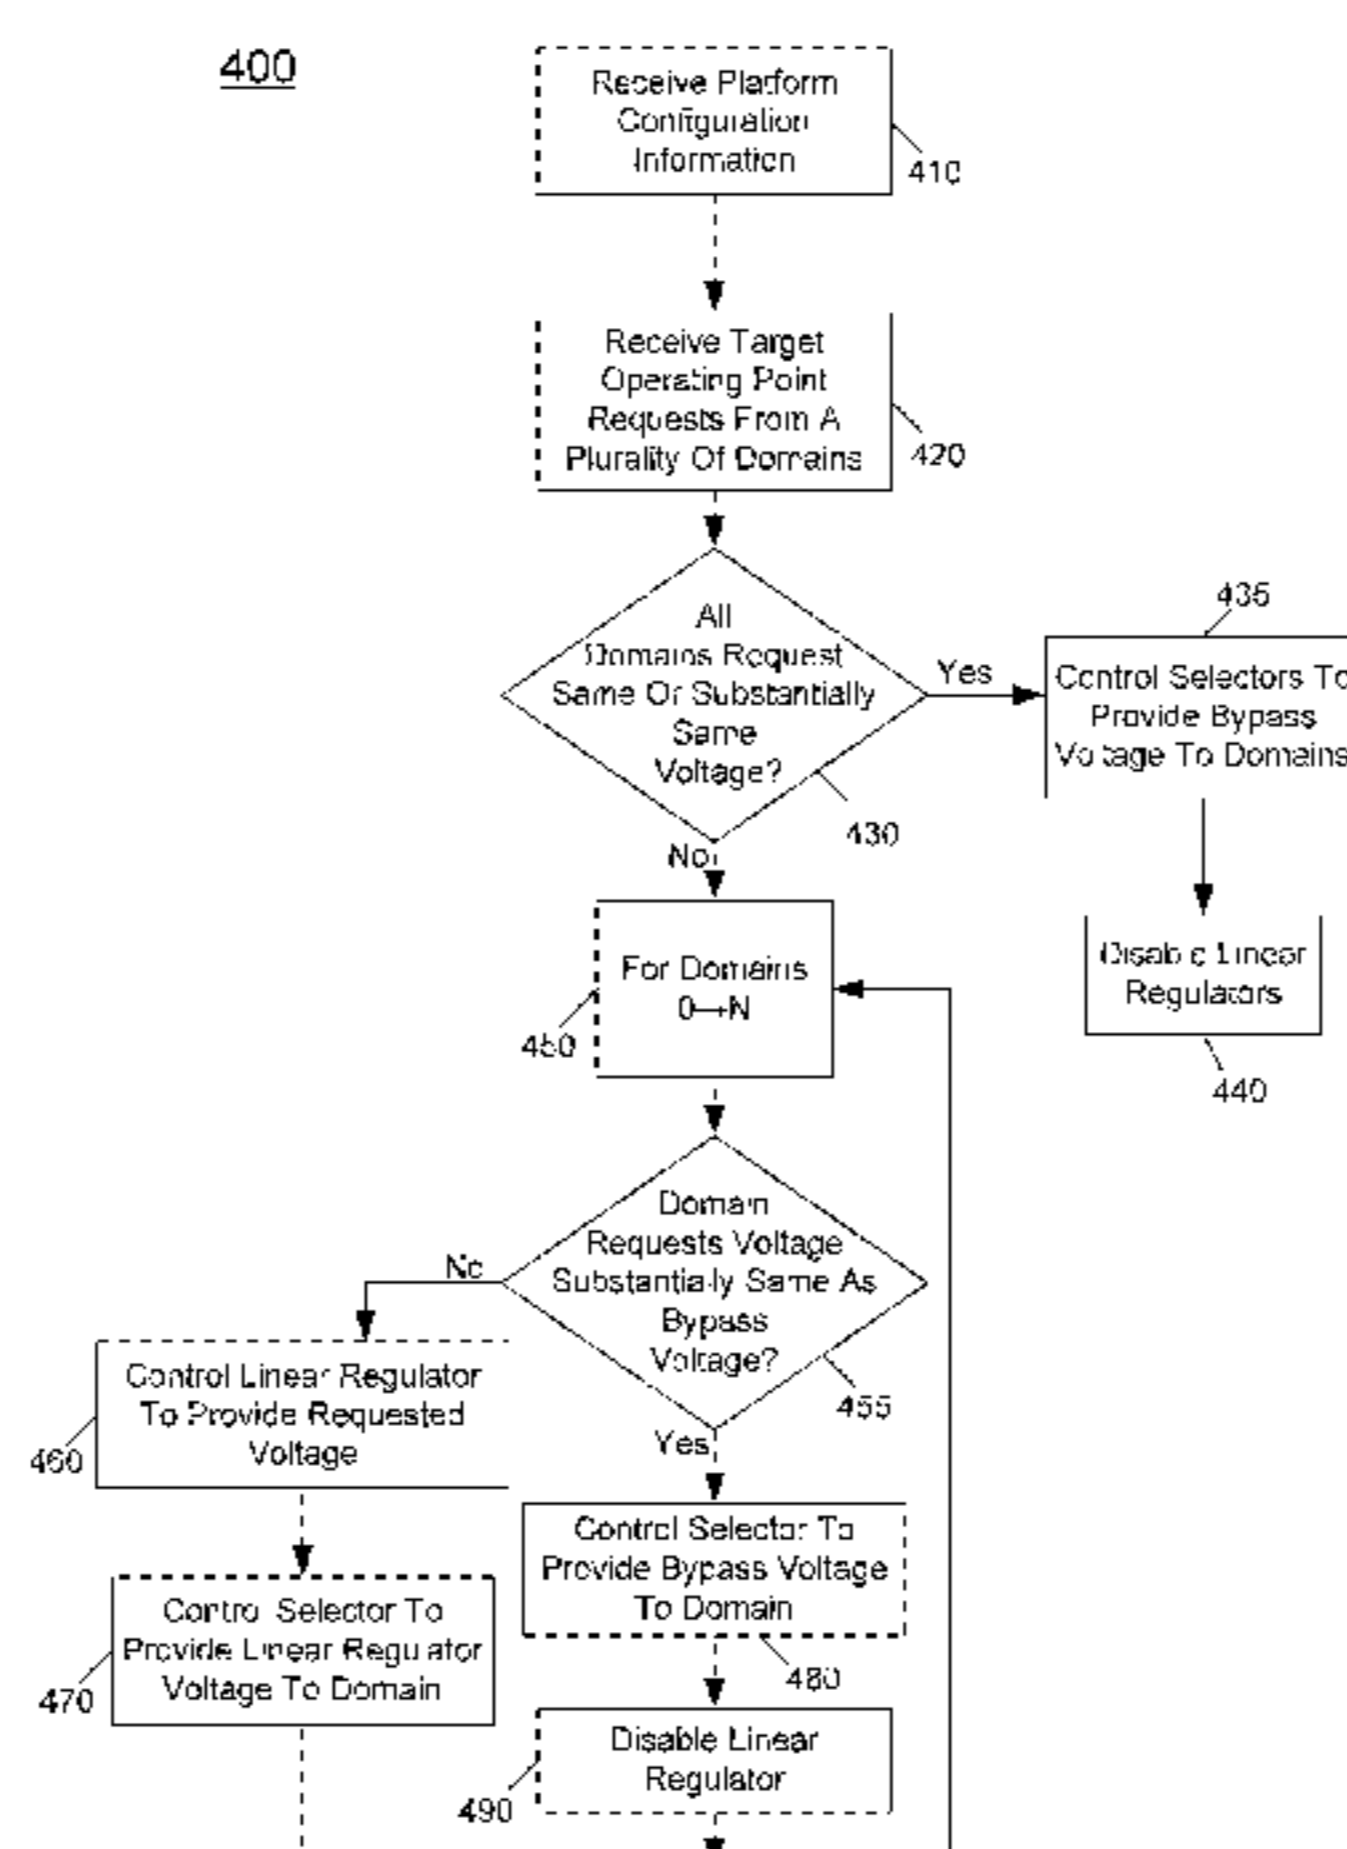 400
Receive Platform
Configuration
Information
410
Receive Target
Operating Point
Requests From A
Plurality Of Domains
420
All
Domains Request
Same Or Substantially
Same
Voltage?
430
Yes
435
Control Selectors To
Provide Bypass
Voltage To Domains
Disable Linear
Regulators
440
No
For Domains
0→N
450
Domain
Requests Voltage
Substantially Same As
Bypass
Voltage?
455
No
Control Linear Regulator
To Provide Requested
Voltage
460
Yes
Control Selector To
Provide Bypass Voltage
To Domain
480
Control Selector To
Provide Linear Regulator
Voltage To Domain
470
Disable Linear
Regulator
490